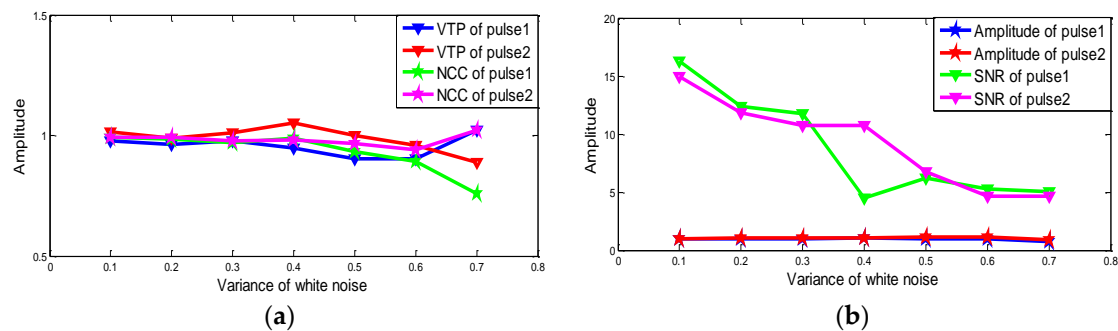 1.5
1
0.5
Amplitude
VTP of pulse1
VTP of pulse2
NCC of pulse1
NCC of pulse2
0 0.1 0.2 0.3 0.4 0.5 0.6 0.7 0.8
Variance of white noise
(a)
20
15
10
5
0
Amplitude
Amplitude of pulse1
Amplitude of pulse2
SNR of pulse1
SNR of pulse2
0 0.1 0.2 0.3 0.4 0.5 0.6 0.7 0.8
Variance of white noise
(b)